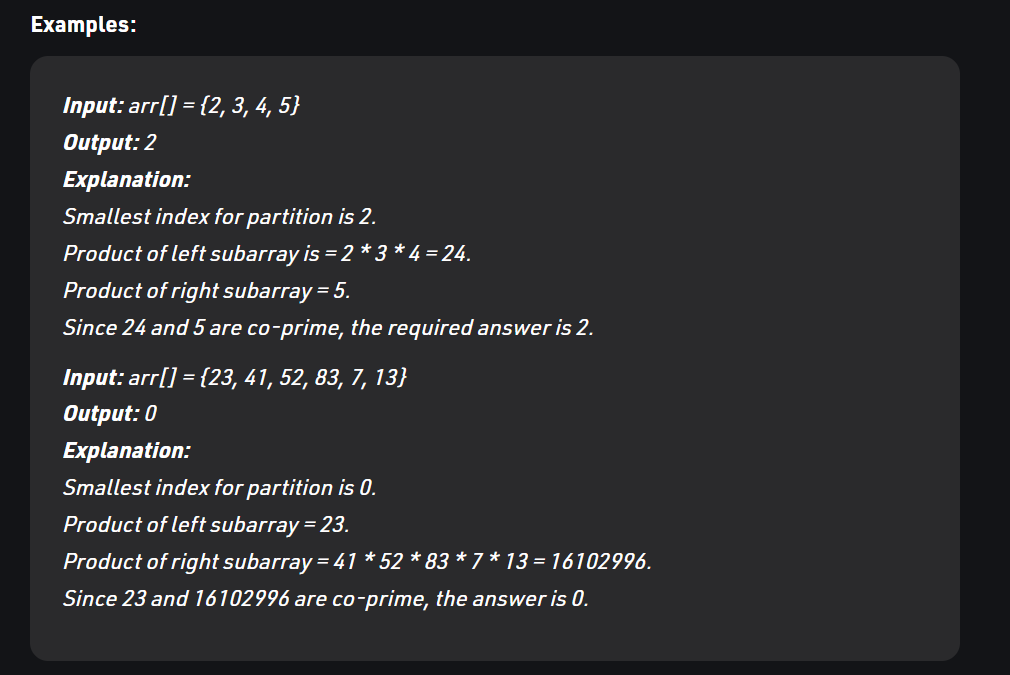 Examples:
Input: arr[] = {2, 3, 4, 5}
Output: 2
Explanation:
Smallest index for partition is 2.
Product of left subarray is = 2 * 3 * 4 = 24.
Product of right subarray = 5.
Since 24 and 5 are co-prime, the required answer is 2.
Input: arr[] = {23, 41, 52, 83, 7, 13}
Output: 0
Explanation:
Smallest index for partition is 0.
Product of left subarray = 23.
Product of right subarray = 41 * 52 * 83 * 7 * 13 = 16102996.
Since 23 and 16102996 are co-prime, the answer is 0.